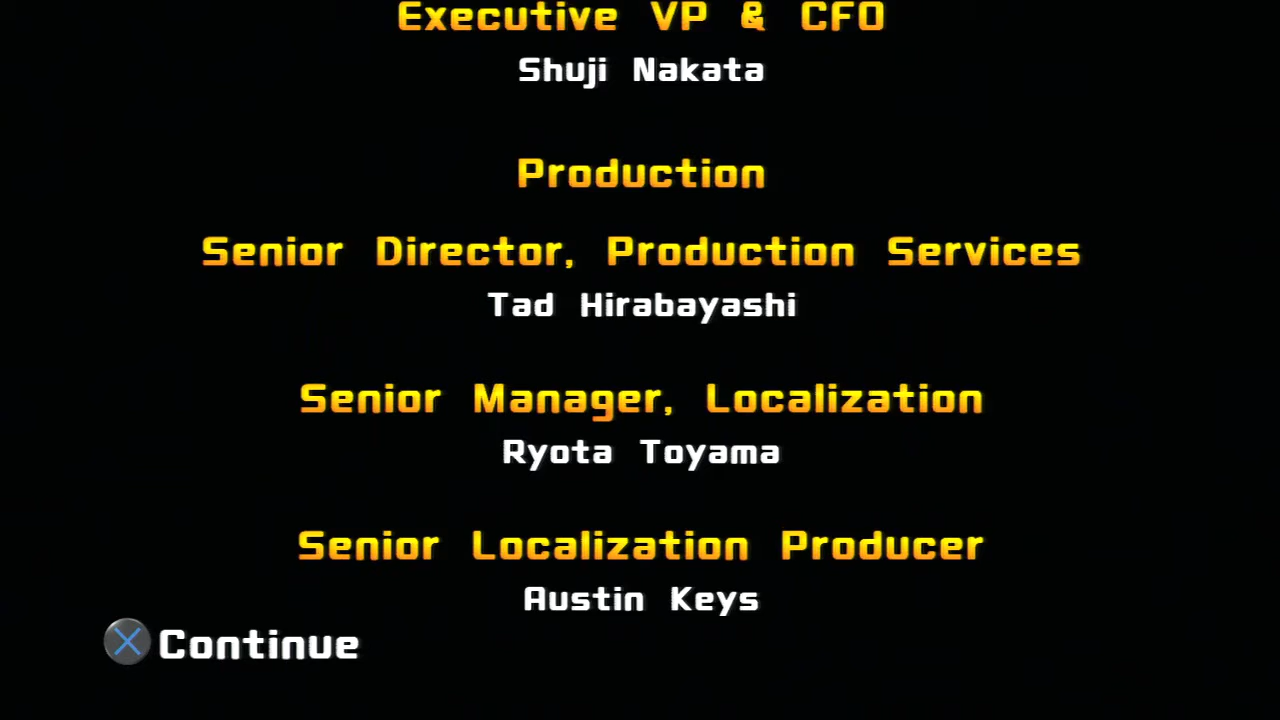 Executive VP & CFO
Shuji Nakata
Production
Senior Director, Production Services
Tad Hirabayashi
Senior Manager, Localization
Ryota Toyama
Senior Localization Producer
Austin Keys
Continue